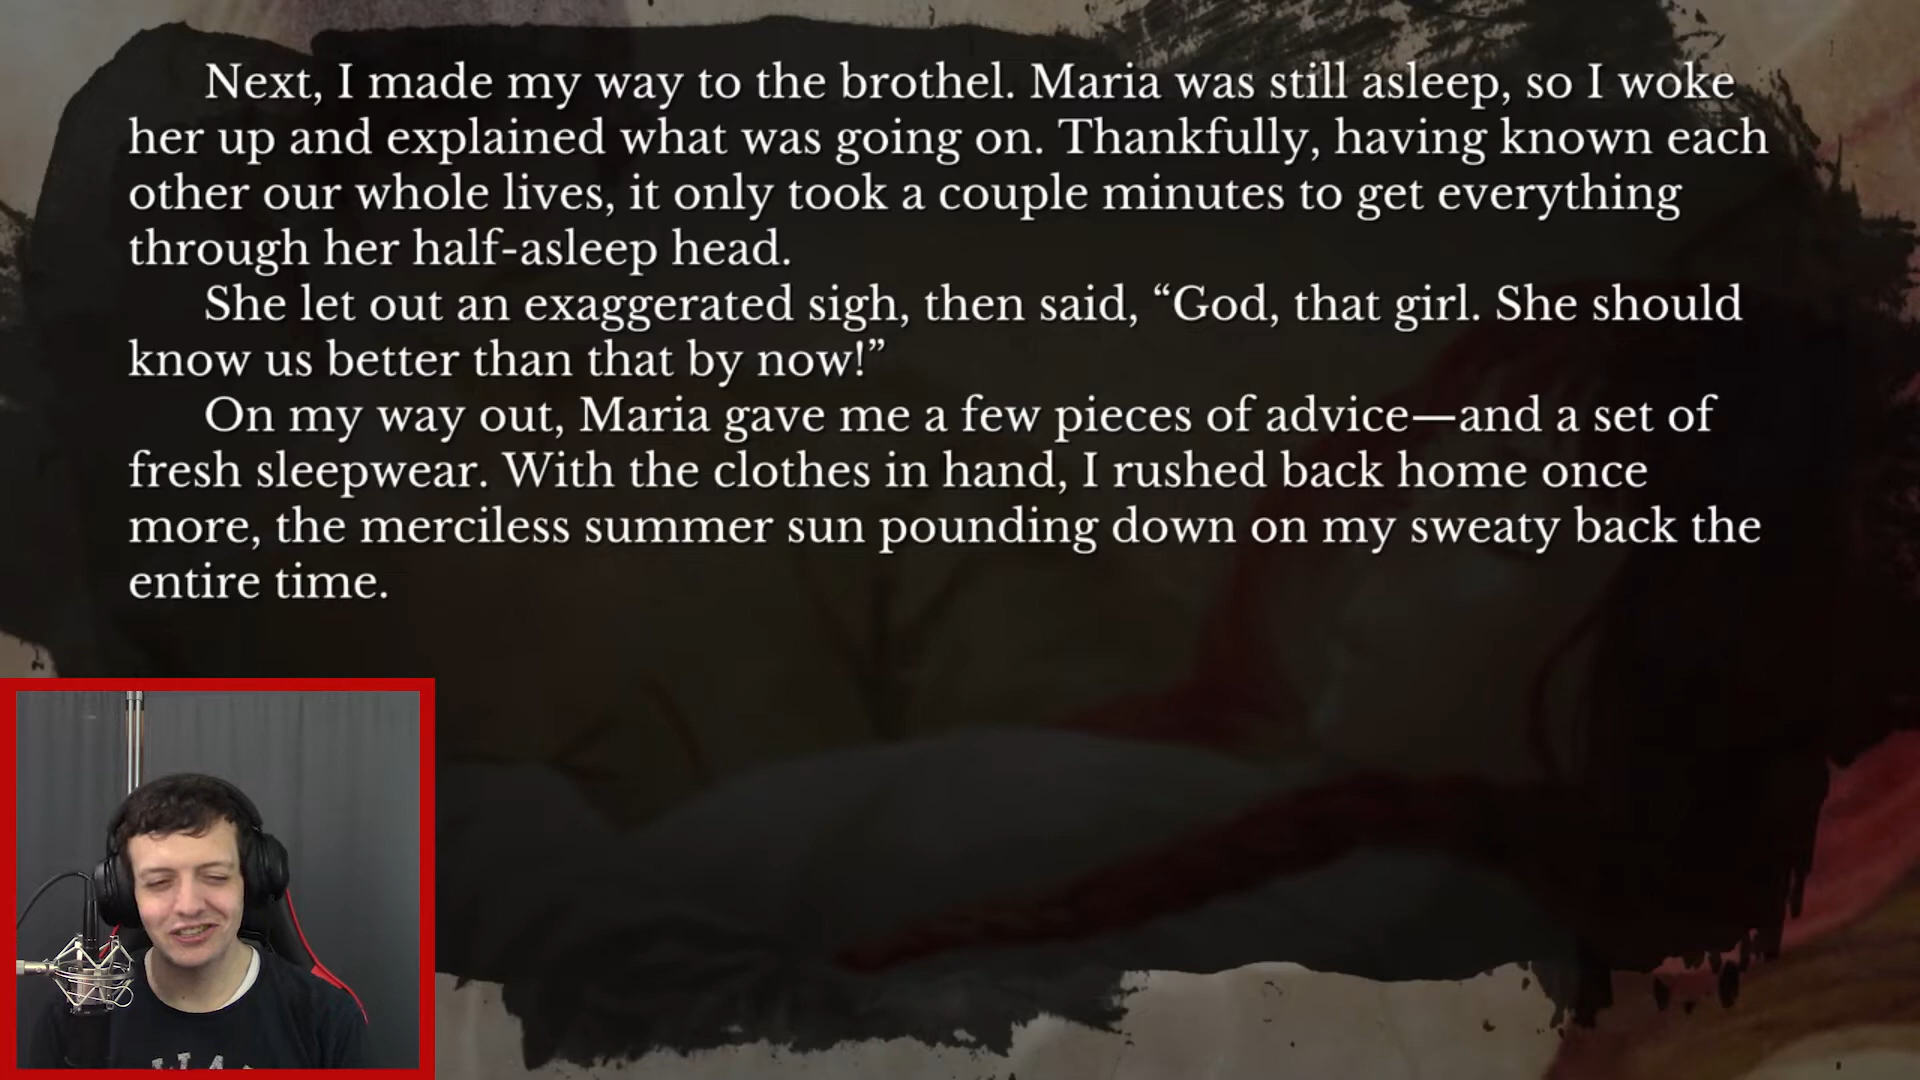 Next, I made my way to the brothel. Maria was still asleep, so I woke
her up and explained what was going on. Thankfully, having known each
other our whole lives, it only took a couple minutes to get everything
through her half-asleep head.
She let out an exaggerated sigh, then said, “God, that girl. She should
know us better than that by now!”
On my way out, Maria gave me a few pieces of advice—and a set of
fresh sleepwear. With the clothes in hand, I rushed back home once
more, the merciless summer sun pounding down on my sweaty back the
entire time.